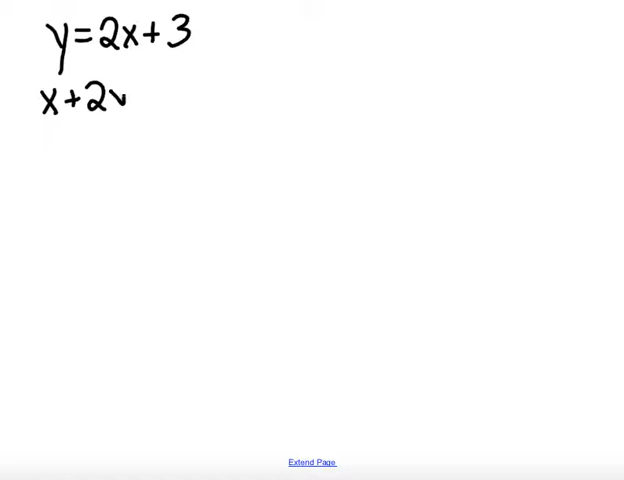 y=2x+3
x+2
Extend Page